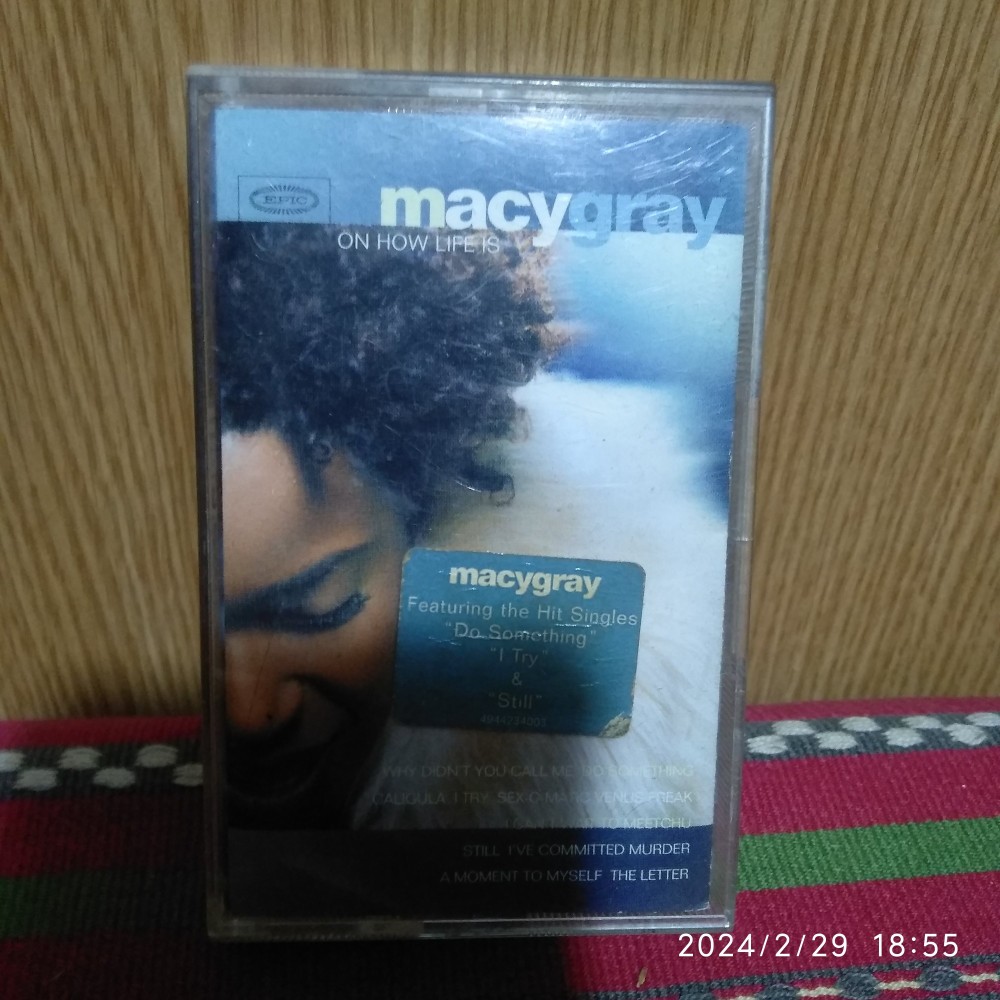 EPIC
macygray
ON HOW LIFE IS
macygray
Featuring the Hit Singles
"Do Something"
"I Try"
&
"Still"
WHY DIDN'T YOU CALL ME DO SOMETHING
CALIGULA I TRY SEX-O-MATIC VENUS FREAK
TO MEETCHU
STILL I'VE COMMITTED MURDER
A MOMENT TO MYSELF THE LETTER
2024/2/29 18:55